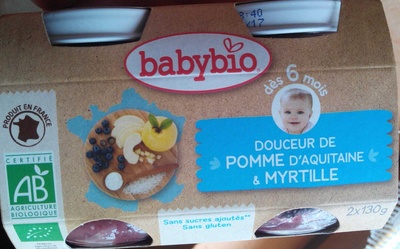 babybio
dès 6 mois
PRODUIT EN FRANCE
DOUCEUR DE
POMME D'AQUITAINE
& MYRTILLE
CERTIFIÉ
AB
AGRICULTURE
BIOLOGIQUE
Sans sucres ajoutés**
Sans gluten
2x130g